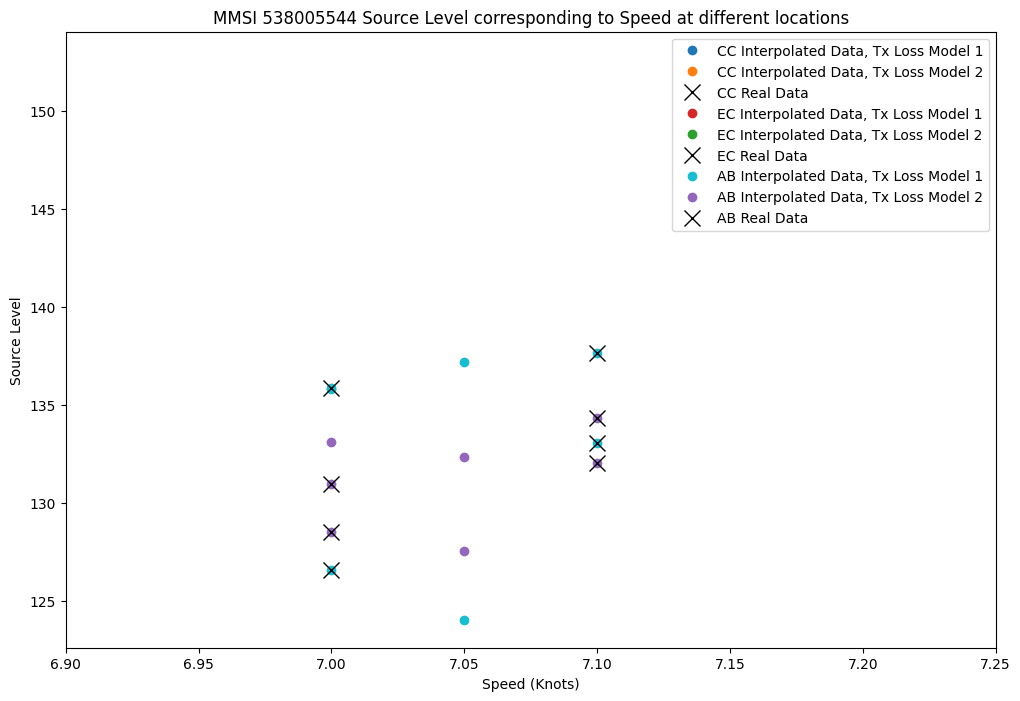 MMSI 538005544 Source Level corresponding to Speed at different locations
CC Interpolated Data, Tx Loss Model 1
CC Interpolated Data, Tx Loss Model 2
CC Real Data
EC Interpolated Data, Tx Loss Model 1
EC Interpolated Data, Tx Loss Model 2
EC Real Data
AB Interpolated Data, Tx Loss Model 1
AB Interpolated Data, Tx Loss Model 2
AB Real Data
Source Level
150
145
140
135
130
125
6.90
6.95
7.00
7.05
7.10
7.15
7.20
7.25
Speed (Knots)